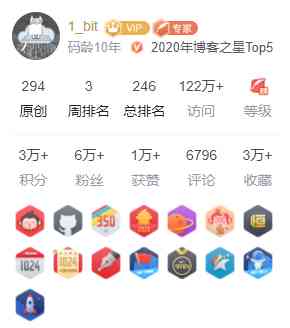 1_bit VIP 专家
码龄10年 2020年博客之星Top5
294 3 246 122万+
原创 周排名 总排名 访问 等级
3万+ 6万+ 1万+ 6796 3万+
积分 粉丝 获赞 评论 收藏
350 恒
1024 1024